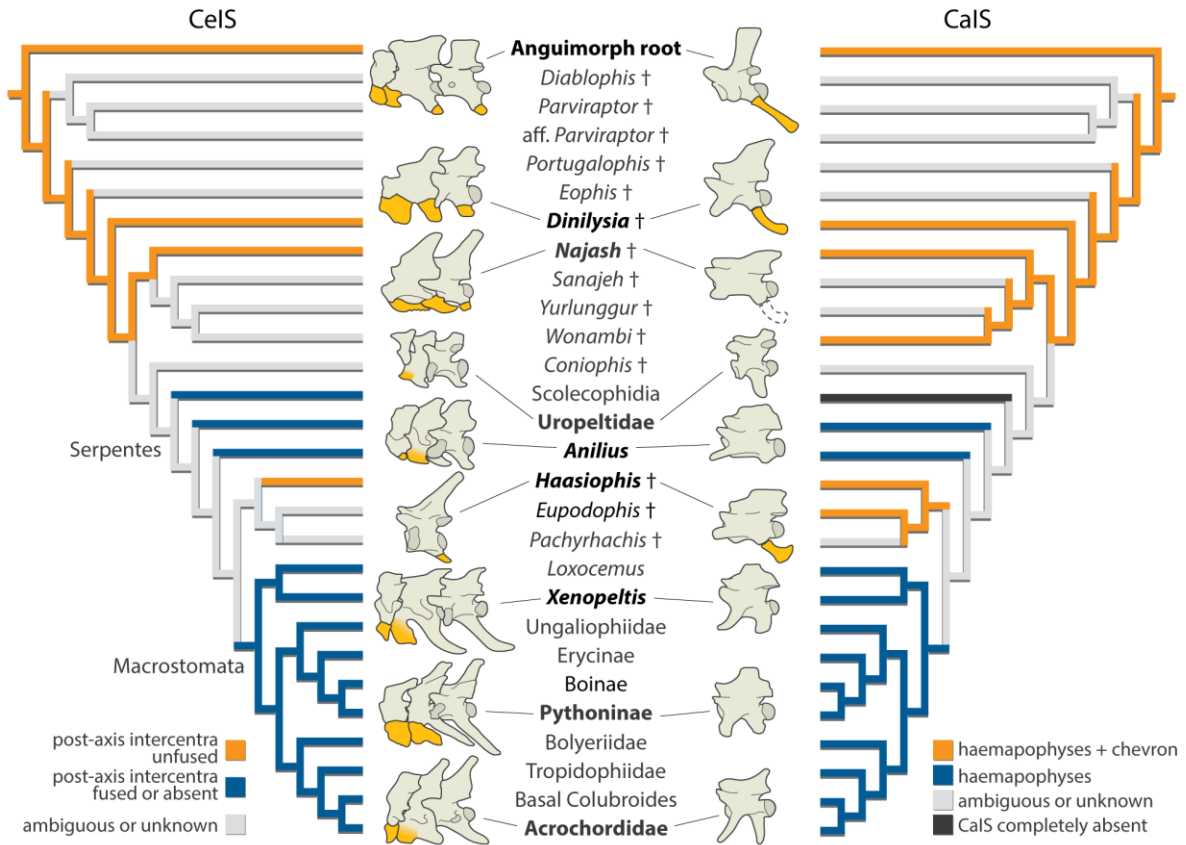 CeIS
CaIS
Anguimorph root
Diablophis †
Parviraptor †
aff. Parviraptor †
Portugalophis †
Eophis †
Dinilysia †
Najash †
Sanajeh †
Yurlunggur †
Wonambi †
Coniophis †
Scolecophidia
Uropeltidae
Anilius
Haasiophis †
Eupodophis †
Pachyrhachis †
Loxocemus
Xenopeltis
Ungaliophiidae
Erycinae
Boinae
Pythoninae
Bolyeriidae
Tropidophiidae
Basal Colubroides
Acrochordidae
Serpentes
Macrostomata
post-axis intercentra
unfused
post-axis intercentra
fused or absent
ambiguous or unknown
haemapophyses + chevron
haemapophyses
ambiguous or unknown
CaIS completely absent